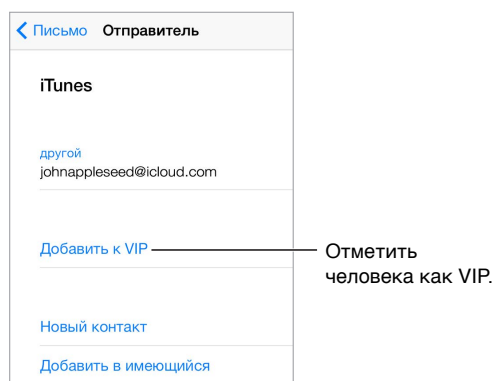 Письмо Отправитель
iTunes
другой
johnappleseed@icloud.com
Добавить к VIP
Отметить
человека как VIP.
Новый контакт
Добавить в имеющийся